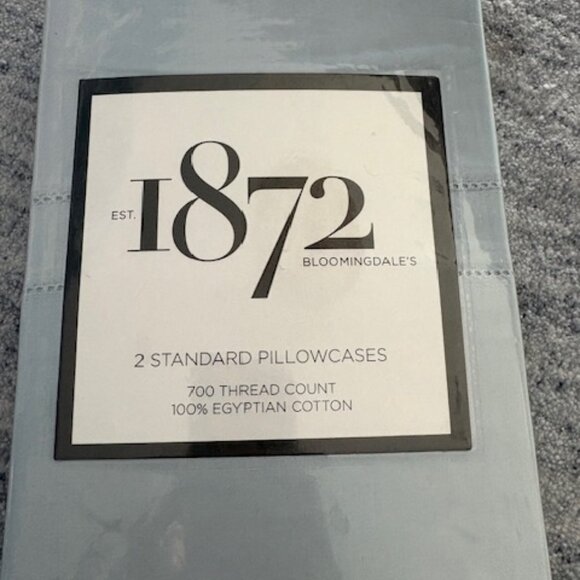 EST. 1872
BLOOMINGDALE'S
2 STANDARD PILLOWCASES
700 THREAD COUNT
100% EGYPTIAN COTTON